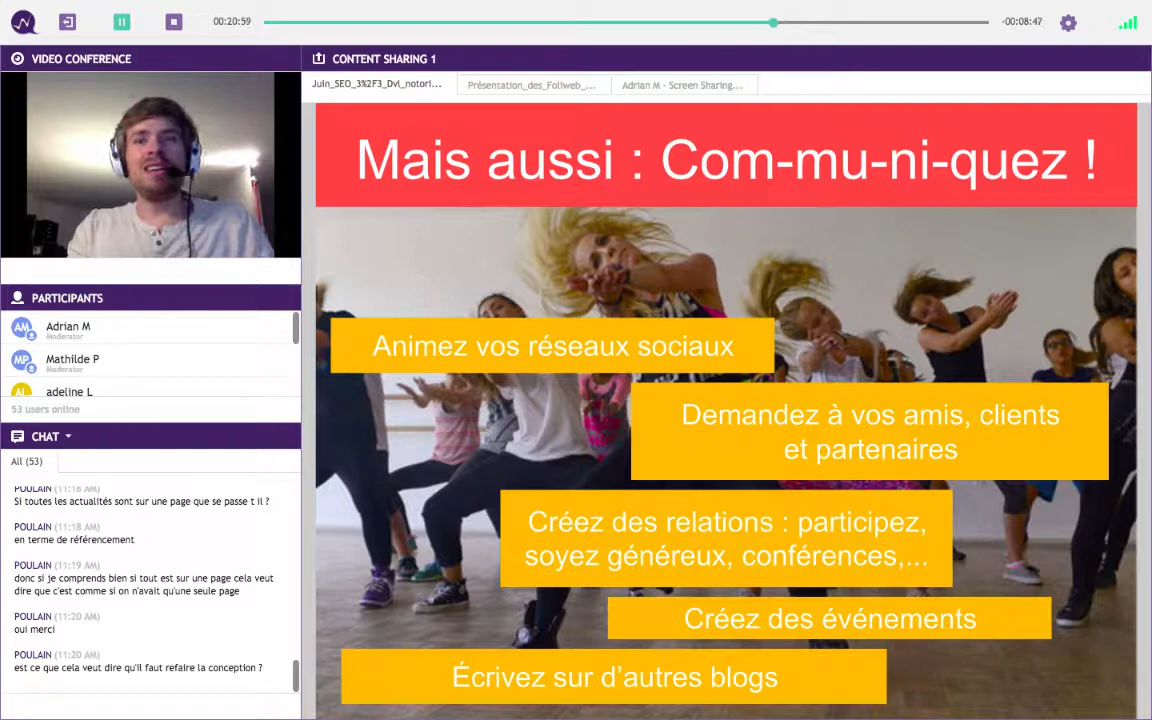 00:20:59
-00:08:47
VIDEO CONFERENCE
CONTENT SHARING 1
Juin_SEO_3%2F3_Dvl_notori...
Présentation_des_Foliweb_...
Adrian M - Screen Sharing...
Mais aussi : Com-mu-ni-quez !
Animez vos réseaux sociaux
Demandez à vos amis, clients
et partenaires
Créez des relations : participez,
soyez généreux, conférences,...
Créez des événements
Écrivez sur d'autres blogs
PARTICIPANTS
AM
Adrian M
Moderator
MP
Mathilde P
Moderator
AL
adeline L
53 users online
CHAT
All (53)
POULAIN (11:18 AM)
Si toutes les actualités sont sur une page que se passe t il ?
POULAIN (11:18 AM)
en terme de référencement
POULAIN (11:19 AM)
donc si je comprends bien si tout est sur une page cela veut
dire que c'est comme si on n'avait qu'une seule page
POULAIN (11:20 AM)
oui merci
POULAIN (11:20 AM)
est ce que cela veut dire qu'il faut refaire la conception ?